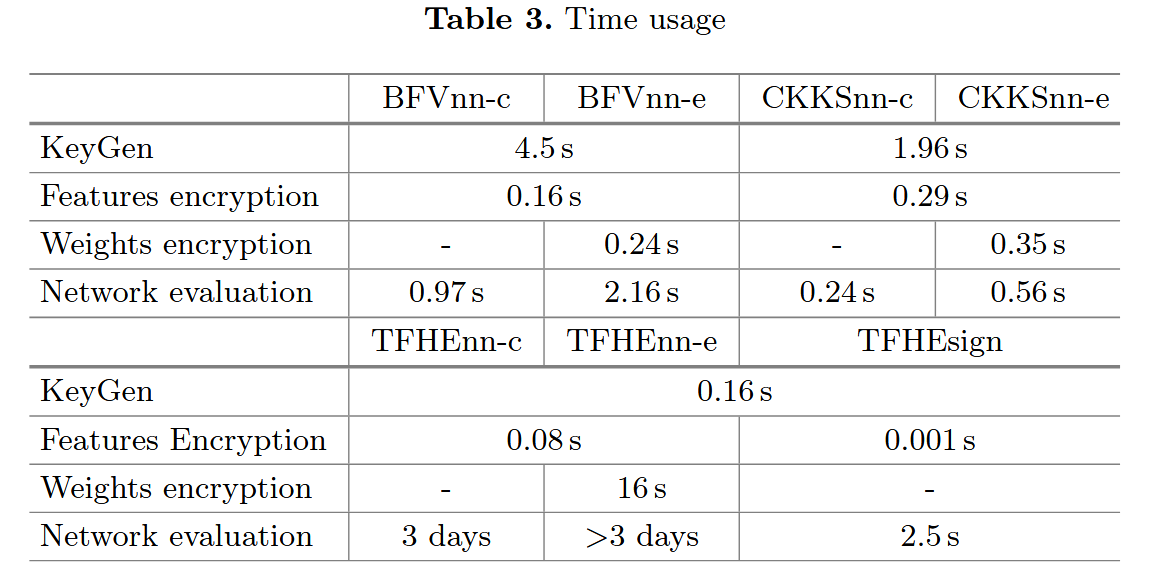 Table 3. Time usage
BFVnn-c BFVnn-e CKKSnn-c CKKSnn-e
KeyGen 4.5 s 1.96 s
Features encryption 0.16 s 0.29 s
Weights encryption - 0.24 s - 0.35 s
Network evaluation 0.97 s 2.16 s 0.24 s 0.56 s
TFHEnn-c TFHEnn-e TFHEsign
KeyGen 0.16 s
Features Encryption 0.08 s 0.001 s
Weights encryption - 16 s -
Network evaluation 3 days >3 days 2.5 s